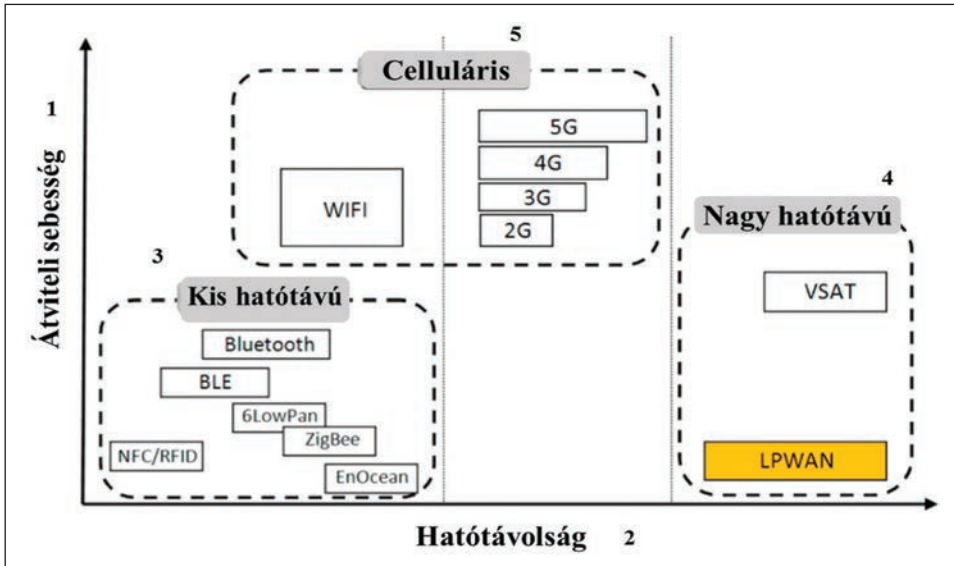 5
Celluláris
1
5G
4G
WIFI
3G
2G
4
Nagy hatótávú
3
Kis hatótávú
VSAT
Átviteli sebesség
Bluetooth
BLE
6LowPan
ZigBee
NFC/RFID
EnOcean
LPWAN
Hatótávolság 2